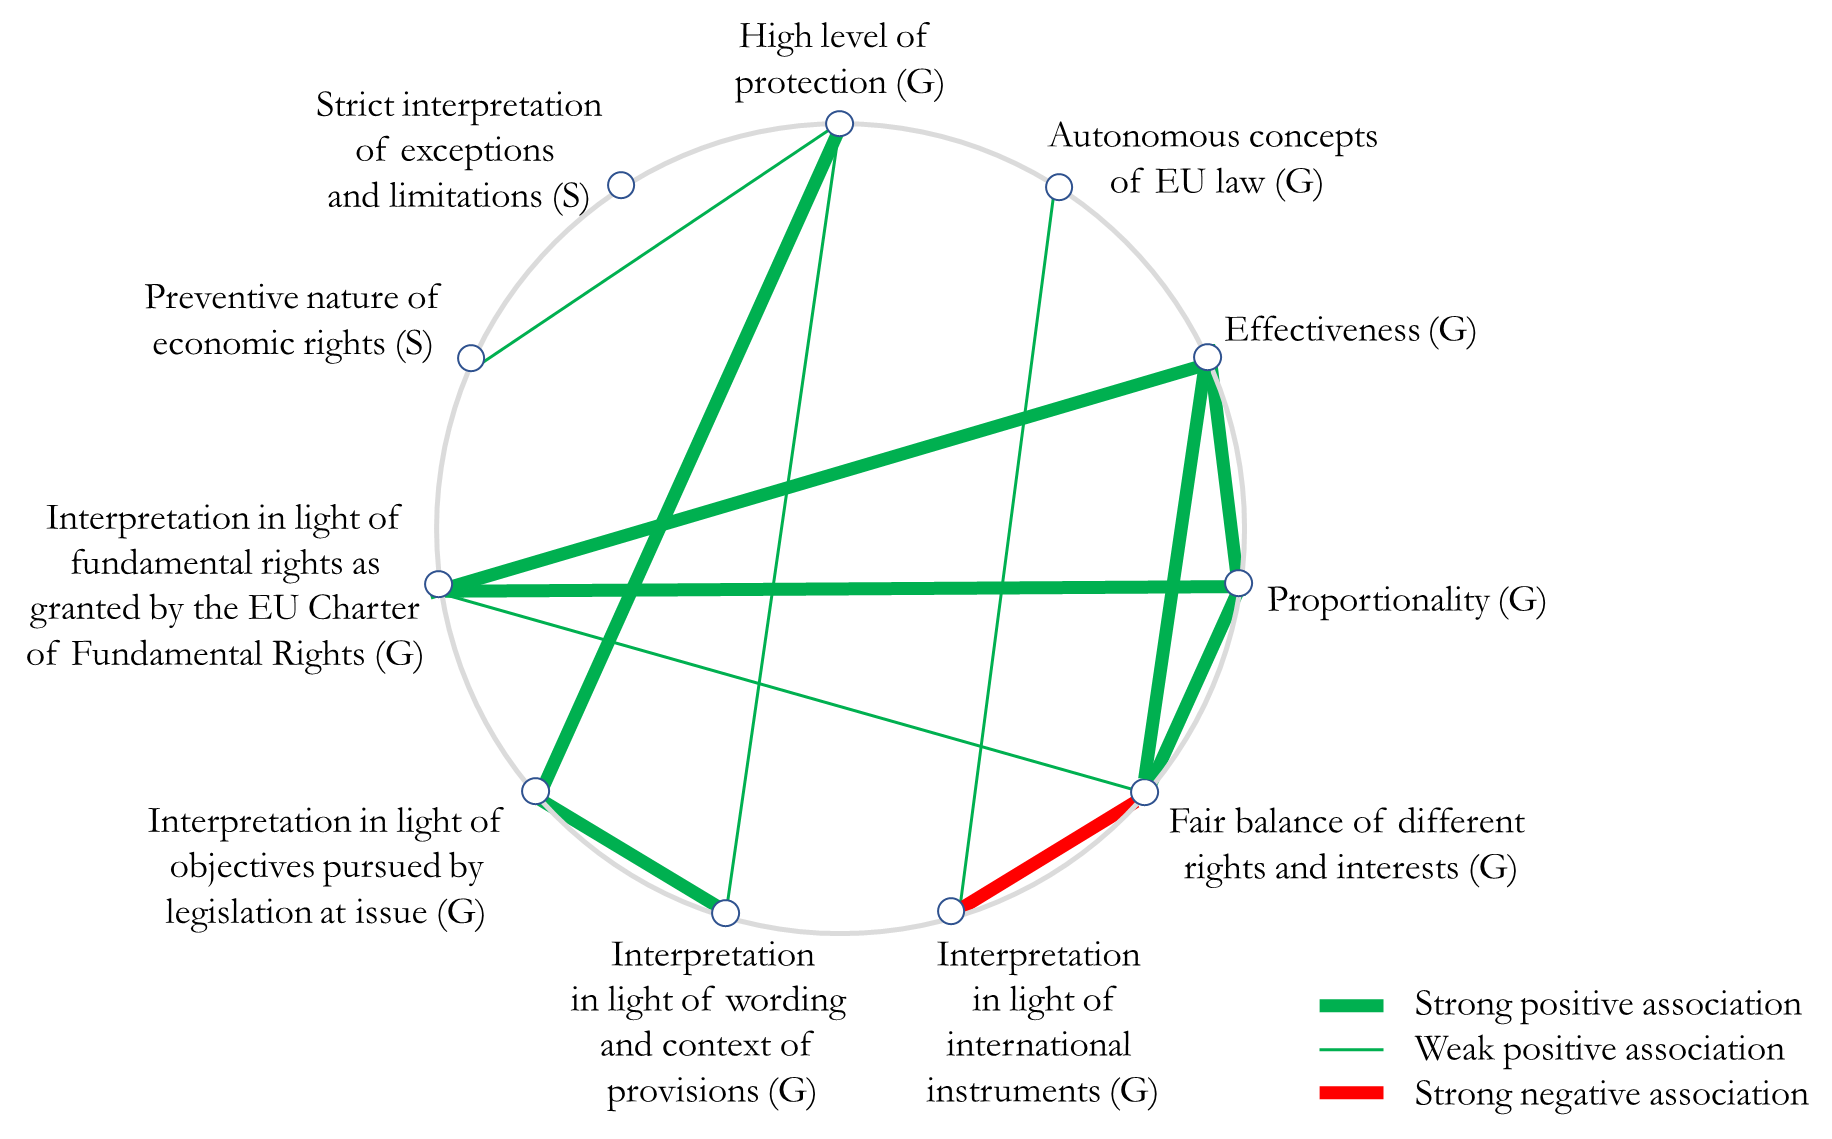 High level of
protection (G)
Strict interpretation
of exceptions
and limitations (S)
Autonomous concepts
of EU law (G)
Preventive nature of
economic rights (S)
Effectiveness (G)
Interpretation in light of
fundamental rights as
granted by the EU Charter
of Fundamental Rights (G)
Proportionality (G)
Interpretation in light of
objectives pursued by
legislation at issue (G)
Fair balance of different
rights and interests (G)
Interpretation
in light of wording
and context of
provisions (G)
Interpretation
in light of
international
instruments (G)
Strong positive association
Weak positive association
Strong negative association